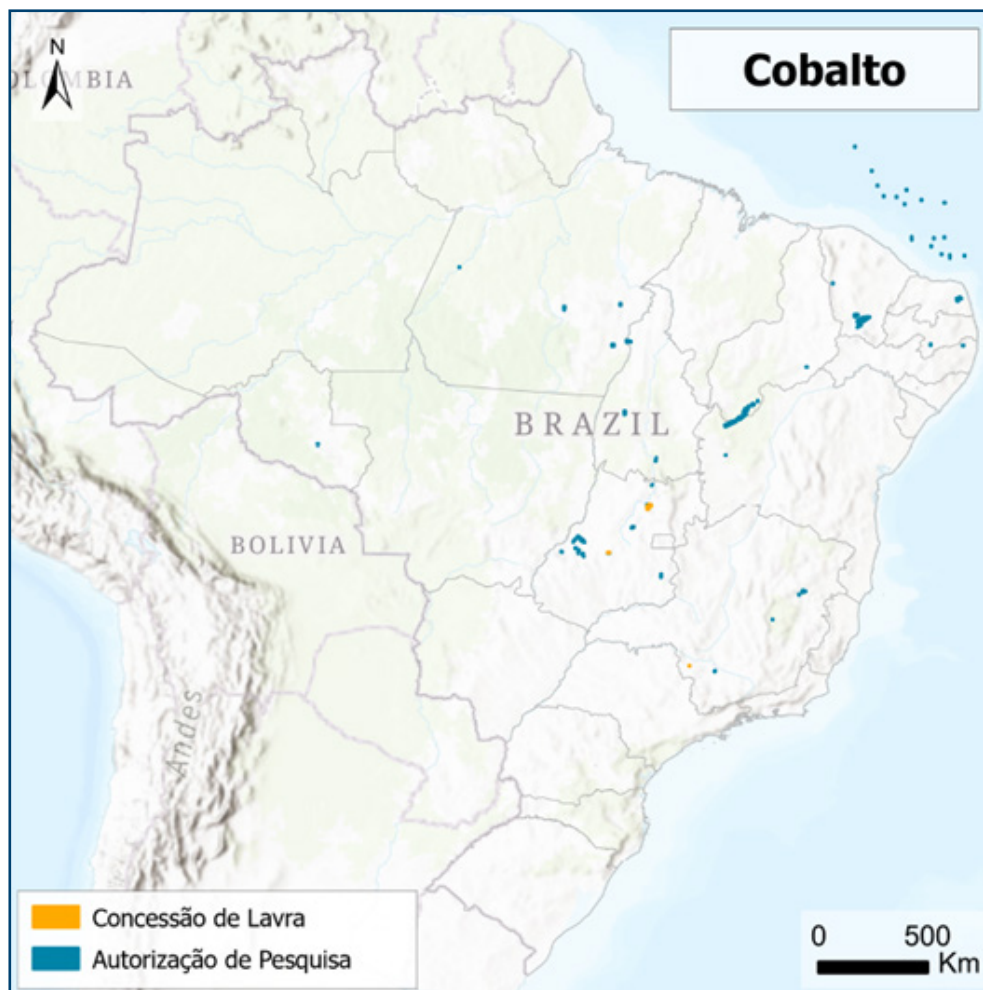 N
OLOMBIA
Cobalto
BRAZIL
BOLIVIA
Andes
Concessão de Lavra
Autorização de Pesquisa
0 500
Km